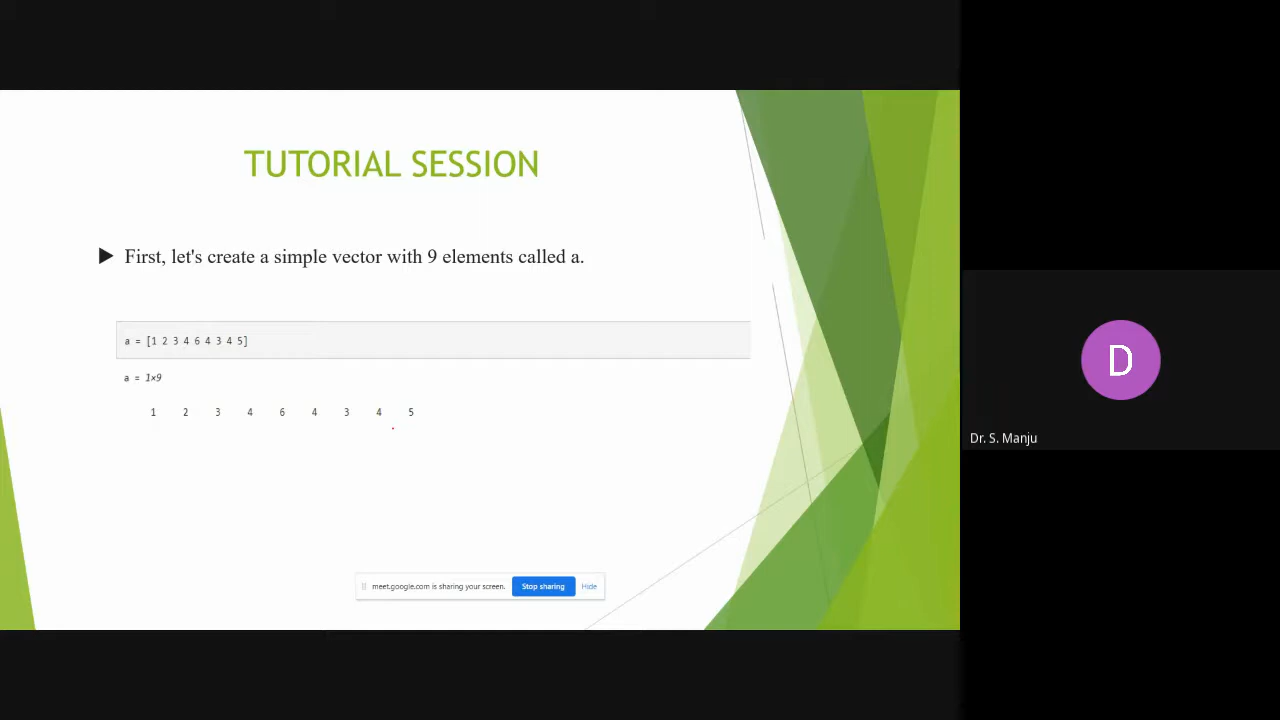 TUTORIAL SESSION
First, let's create a simple vector with 9 elements called a.
a = [1 2 3 4 6 4 3 4 5]
a = 1×9
1 2 3 4 6 4 3 4 5
meet.google.com is sharing your screen. Stop sharing Hide
D
Dr. S. Manju